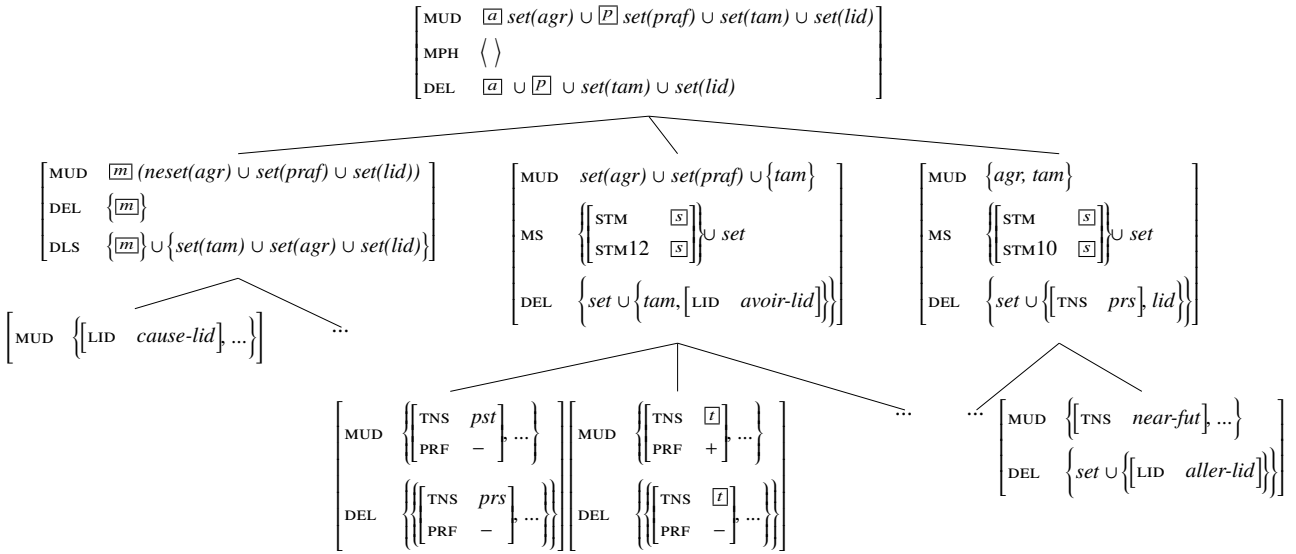 MUD [a] set(agr) ∪ [p] set(praf) ∪ set(tam) ∪ set(lid)
MPH ⟨ ⟩
DEL [a] ∪ [p] ∪ set(tam) ∪ set(lid)
MUD [m] (neset(agr) ∪ set(praf) ∪ set(lid))
DEL {[m]}
DLS {[m]} ∪ {set(tam) ∪ set(agr) ∪ set(lid)}
MUD set(agr) ∪ set(praf) ∪ {tam}
MS {[STM [s] STM12 [s]]} ∪ set
DEL {set ∪ {tam, [LID avoir-lid]}}
MUD {agr, tam}
MS {[STM [s] STM10 [s]]} ∪ set
DEL {set ∪ {[TNS prs], lid}}
[MUD {[LID cause-lid], ...}]
...
MUD {[TNS pst PRF −], ...}
DEL {{[TNS prs PRF −], ...}}
MUD {[TNS [t] PRF +], ...}
DEL {{[TNS [t] PRF −], ...}}
...
...
MUD {[TNS near-fut], ...}
DEL {set ∪ {[LID aller-lid]}}